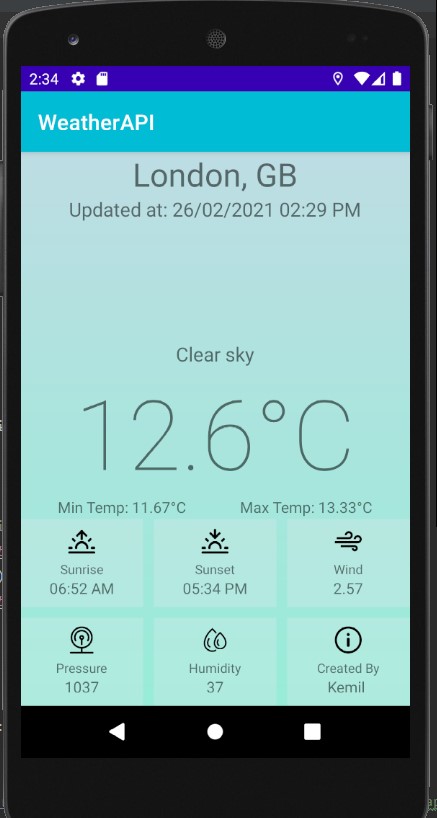 2:34
WeatherAPI
London, GB
Updated at: 26/02/2021 02:29 PM
Clear sky
12.6°C
Min Temp: 11.67°C Max Temp: 13.33°C
Sunrise Sunset Wind
06:52 AM 05:34 PM 2.57
Pressure Humidity Created By
1037 37 Kemil